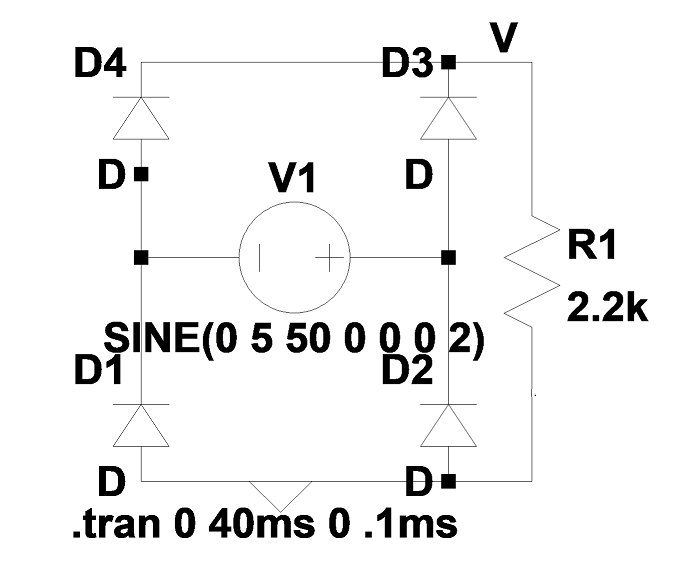 V
D4
D3
D
V1
D
R1
2.2k
SINE(0 5 50 0 0 0 2)
D1
D2
D
D
.tran 0 40ms 0 .1ms